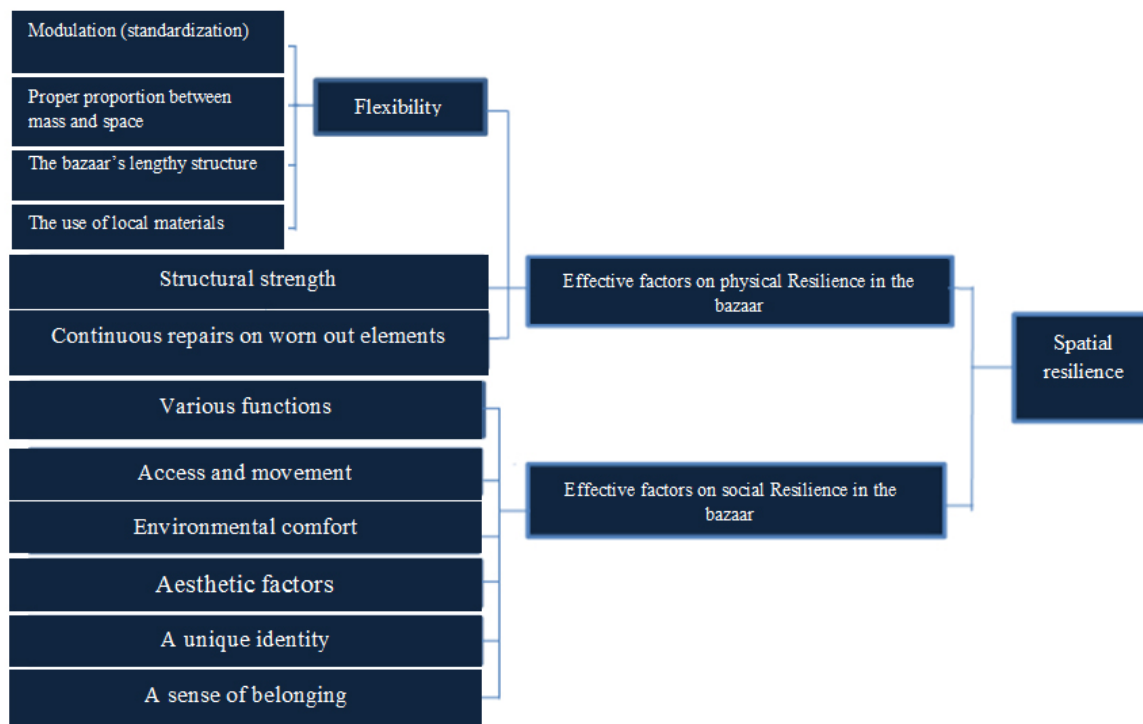 Modulation (standardization)
Proper proportion between
mass and space
The bazaar’s lengthy structure
The use of local materials
Flexibility
Structural strength
Continuous repairs on worn out elements
Effective factors on physical Resilience in the
bazaar
Various functions
Access and movement
Environmental comfort
Aesthetic factors
A unique identity
A sense of belonging
Effective factors on social Resilience in the
bazaar
Spatial
resilience